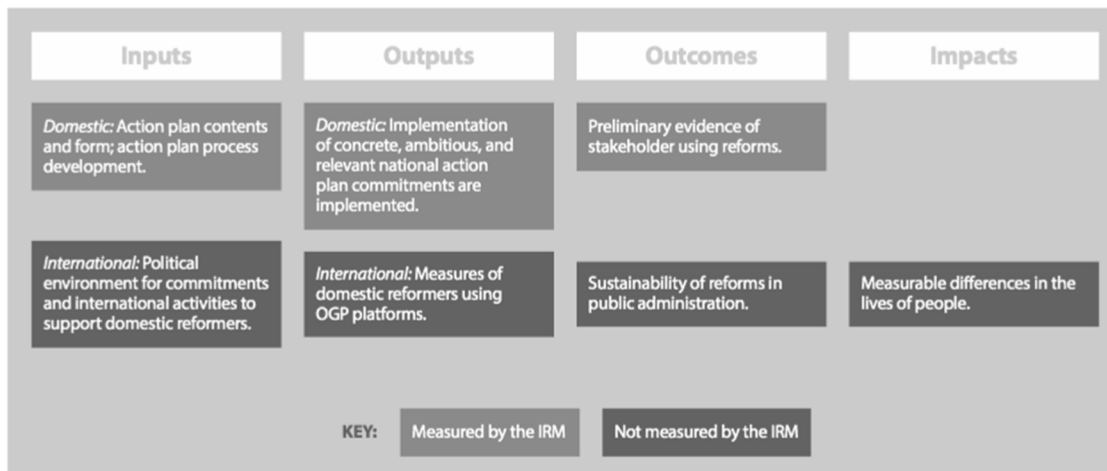 Inputs
Outputs
Outcomes
Impacts
Domestic: Action plan contents
and form; action plan process
development.
Domestic: Implementation
of concrete, ambitious, and
relevant national action
plan commitments are
implemented.
Preliminary evidence of
stakeholder using reforms.
International: Political
environment for commitments
and international activities to
support domestic reformers.
International: Measures of
domestic reformers using
OGP platforms.
Sustainability of reforms in
public administration.
Measurable differences in the
lives of people.
KEY:
Measured by the IRM
Not measured by the IRM